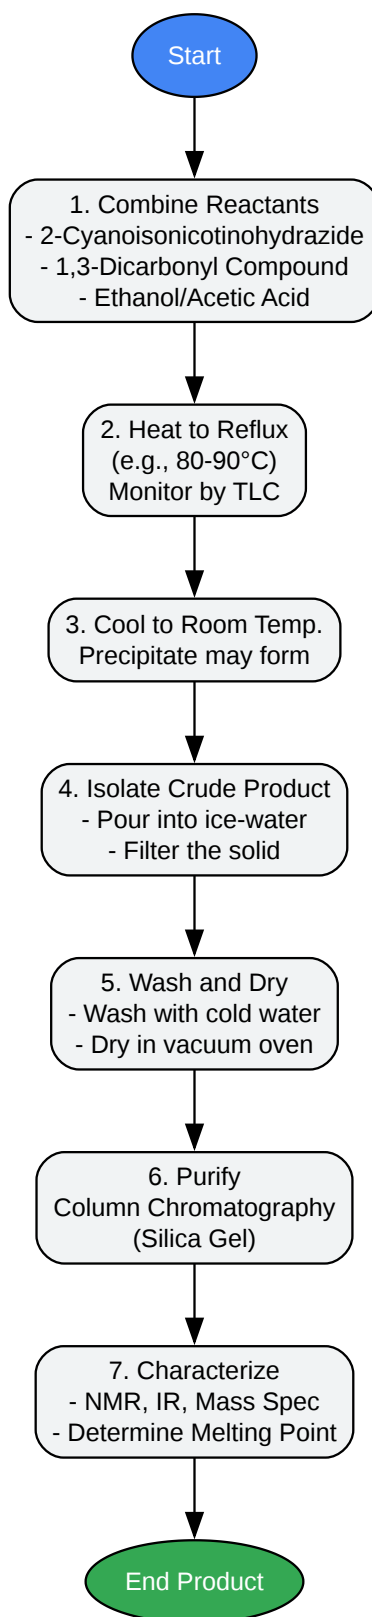 Start
1. Combine Reactants
- 2-Cyanoisonicotinohydrazide
- 1,3-Dicarbonyl Compound
- Ethanol/Acetic Acid
2. Heat to Reflux
(e.g., 80-90°C)
Monitor by TLC
3. Cool to Room Temp.
Precipitate may form
4. Isolate Crude Product
- Pour into ice-water
- Filter the solid
5. Wash and Dry
- Wash with cold water
- Dry in vacuum oven
6. Purify
Column Chromatography
(Silica Gel)
7. Characterize
- NMR, IR, Mass Spec
- Determine Melting Point
End Product